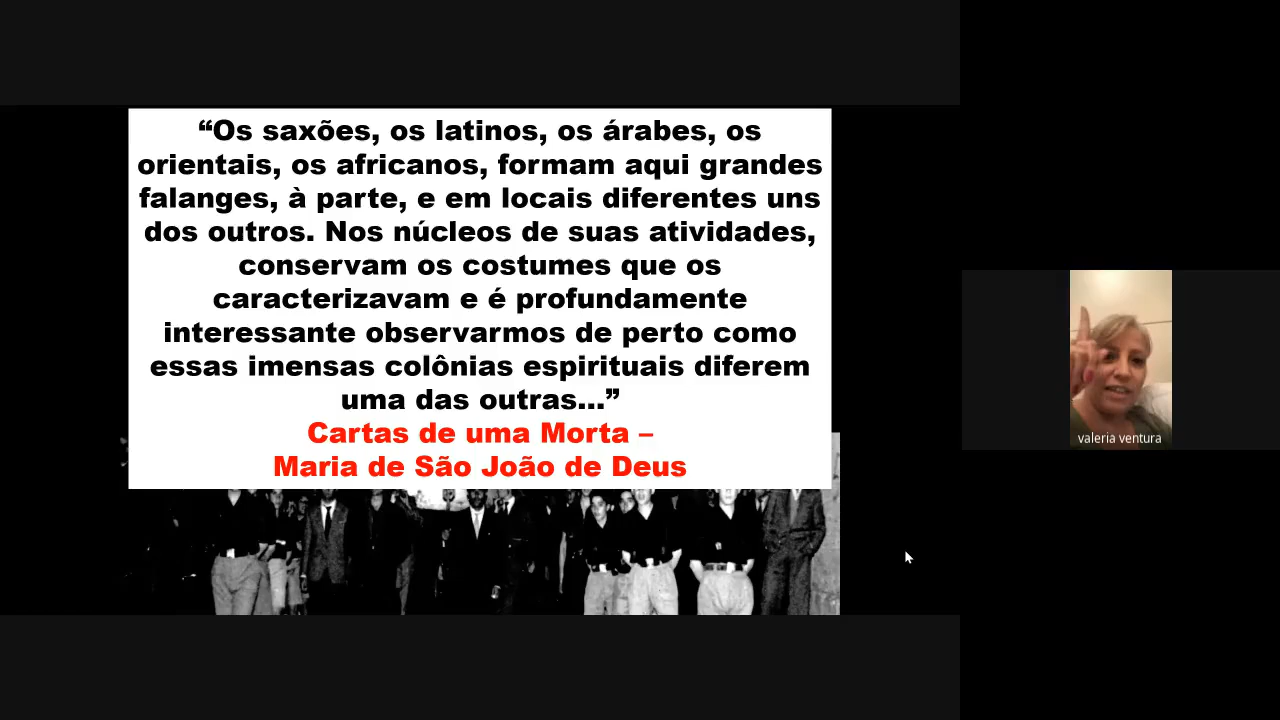 “Os saxões, os latinos, os árabes, os
orientais, os africanos, formam aqui grandes
falanges, à parte, e em locais diferentes uns
dos outros. Nos núcleos de suas atividades,
conservam os costumes que os
caracterizavam e é profundamente
interessante observarmos de perto como
essas imensas colônias espirituais diferem
uma das outras...”
Cartas de uma Morta –
Maria de São João de Deus
valeria ventura